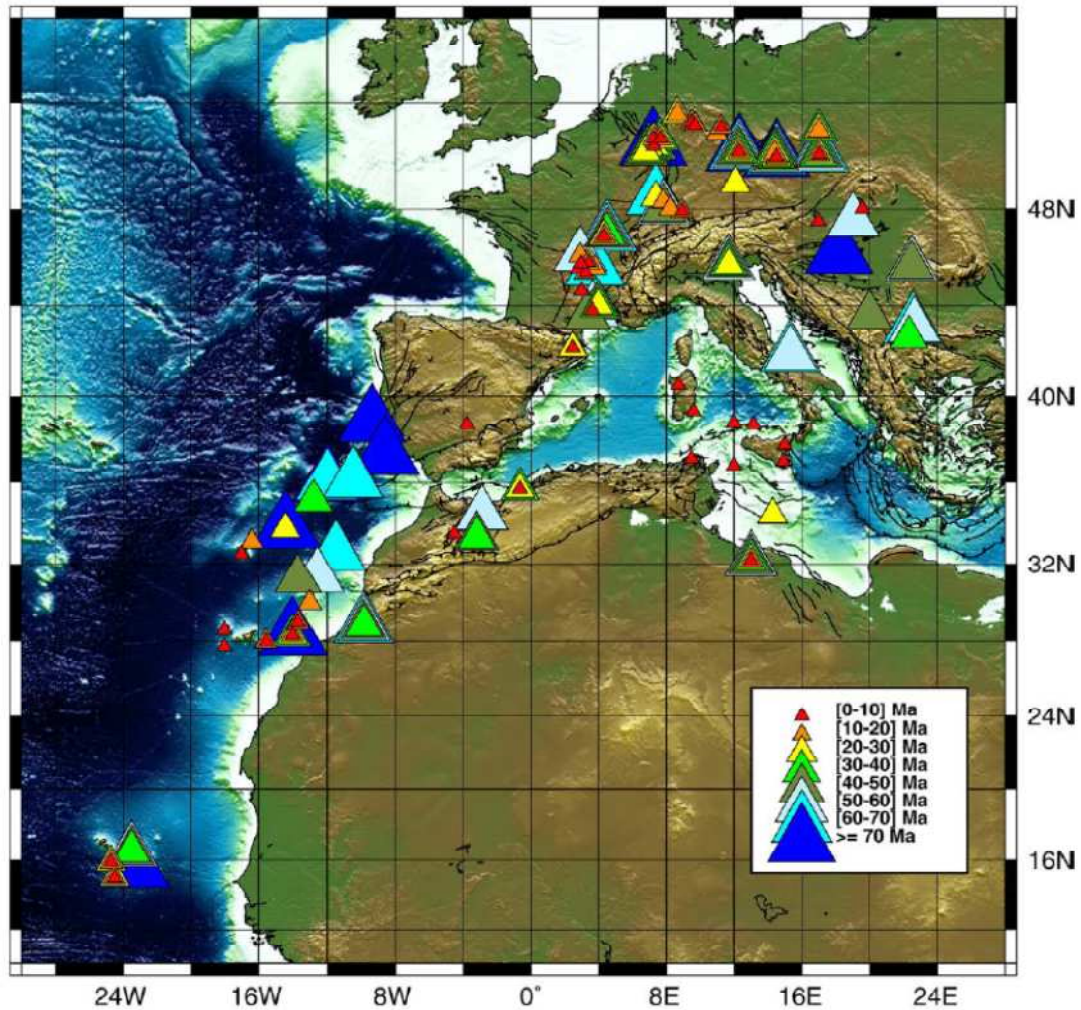 48N
40N
32N
24N
16N
[0-10] Ma
[10-20] Ma
[20-30] Ma
[30-40] Ma
[40-50] Ma
[50-60] Ma
[60-70] Ma
>= 70 Ma
24W 16W 8W 0° 8E 16E 24E